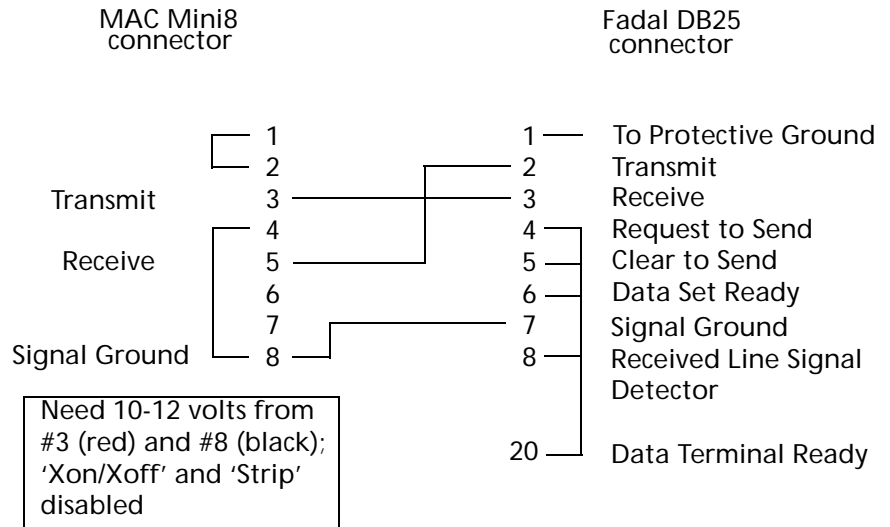 MAC Mini8
connector
Fadal DB25
connector
1
2
Transmit 3
4
Receive 5
6
7
Signal Ground 8
1 To Protective Ground
2 Transmit
3 Receive
4 Request to Send
5 Clear to Send
6 Data Set Ready
7 Signal Ground
8 Received Line Signal
Detector
20 Data Terminal Ready
Need 10-12 volts from
#3 (red) and #8 (black);
‘Xon/Xoff’ and ‘Strip’
disabled